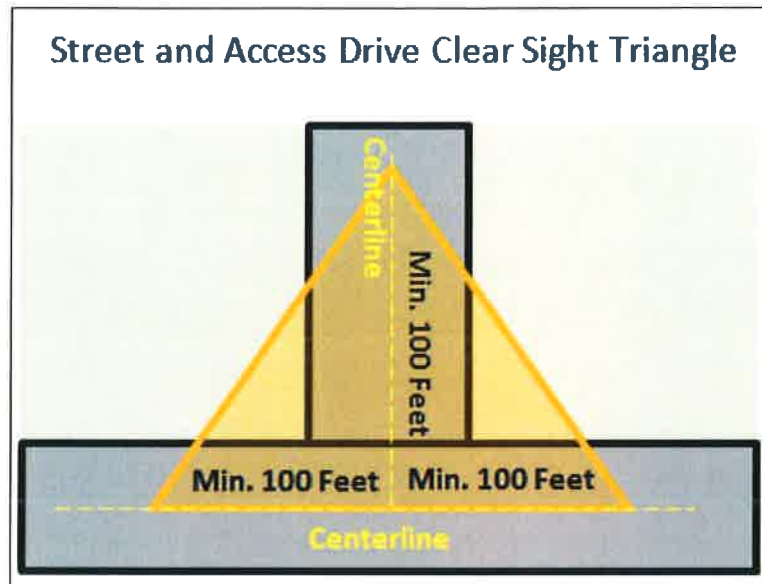 Street and Access Drive Clear Sight Triangle
Centerline
Min. 100 Feet
Min. 100 Feet
Min. 100 Feet
Centerline